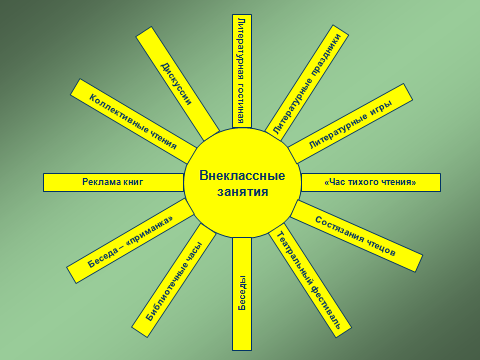 Внеклассные
занятия
Литературная гостиная
Литературные праздники
Литературные игры
«Час тихого чтения»
Состязания чтецов
Театральный фестиваль
Беседы
Библиотечные часы
Беседа – «приманка»
Реклама книг
Коллективные чтения
Дискуссии